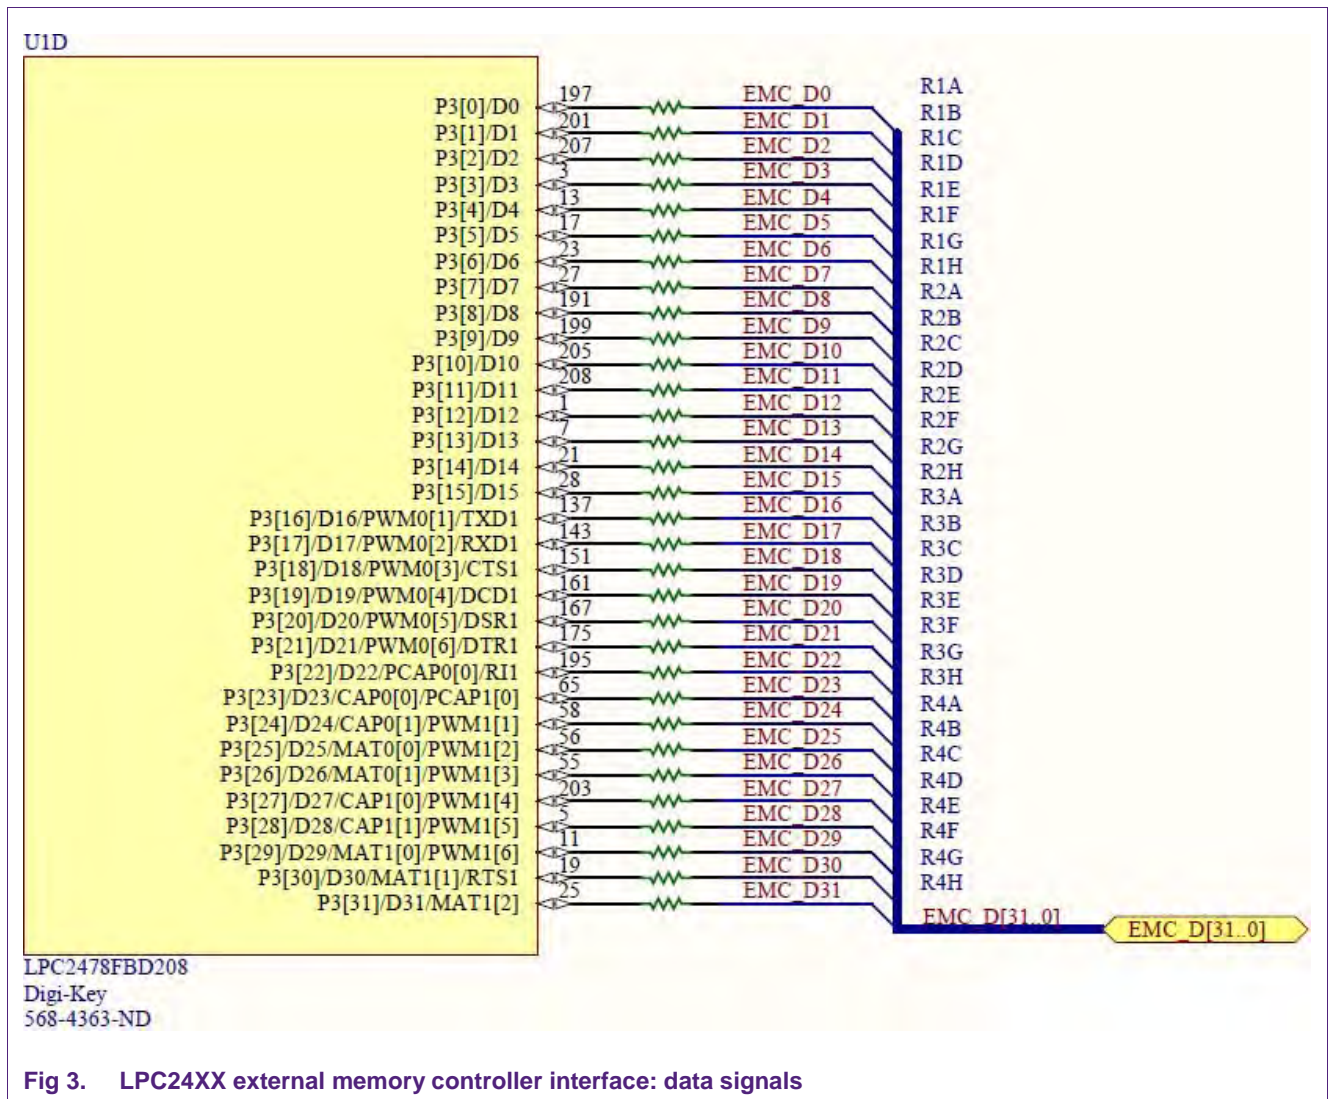 U1D
P3[0]/D0 197 EMC_D0 R1A
P3[1]/D1 201 EMC_D1 R1B
P3[2]/D2 207 EMC_D2 R1C
P3[3]/D3 3 EMC_D3 R1D
P3[4]/D4 13 EMC_D4 R1E
P3[5]/D5 17 EMC_D5 R1F
P3[6]/D6 23 EMC_D6 R1G
P3[7]/D7 27 EMC_D7 R1H
P3[8]/D8 191 EMC_D8 R2A
P3[9]/D9 199 EMC_D9 R2B
P3[10]/D10 205 EMC_D10 R2C
P3[11]/D11 208 EMC_D11 R2D
P3[12]/D12 1 EMC_D12 R2E
P3[13]/D13 7 EMC_D13 R2F
P3[14]/D14 21 EMC_D14 R2G
P3[15]/D15 28 EMC_D15 R2H
P3[16]/D16/PWM0[1]/TXD1 137 EMC_D16 R3A
P3[17]/D17/PWM0[2]/RXD1 143 EMC_D17 R3B
P3[18]/D18/PWM0[3]/CTS1 151 EMC_D18 R3C
P3[19]/D19/PWM0[4]/DCD1 161 EMC_D19 R3D
P3[20]/D20/PWM0[5]/DSR1 167 EMC_D20 R3E
P3[21]/D21/PWM0[6]/DTR1 175 EMC_D21 R3F
P3[22]/D22/PCAP0[0]/RI1 195 EMC_D22 R3G
P3[23]/D23/CAP0[0]/PCAP1[0] 65 EMC_D23 R3H
P3[24]/D24/CAP0[1]/PWM1[1] 58 EMC_D24 R4A
P3[25]/D25/MAT0[0]/PWM1[2] 56 EMC_D25 R4B
P3[26]/D26/MAT0[1]/PWM1[3] 55 EMC_D26 R4C
P3[27]/D27/CAP1[0]/PWM1[4] 203 EMC_D27 R4D
P3[28]/D28/CAP1[1]/PWM1[5] 5 EMC_D28 R4E
P3[29]/D29/MAT1[0]/PWM1[6] 11 EMC_D29 R4F
P3[30]/D30/MAT1[1]/RTS1 19 EMC_D30 R4G
P3[31]/D31/MAT1[2] 25 EMC_D31 R4H
EMC_D[31..0] EMC_D[31..0]
LPC2478FBD208
Digi-Key
568-4363-ND
Fig 3. LPC24XX external memory controller interface: data signals